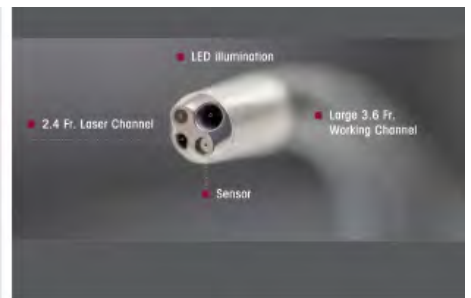 LED illumination
2.4 Fr. Laser Channel
Large 3.6 Fr.
Working Channel
Sensor